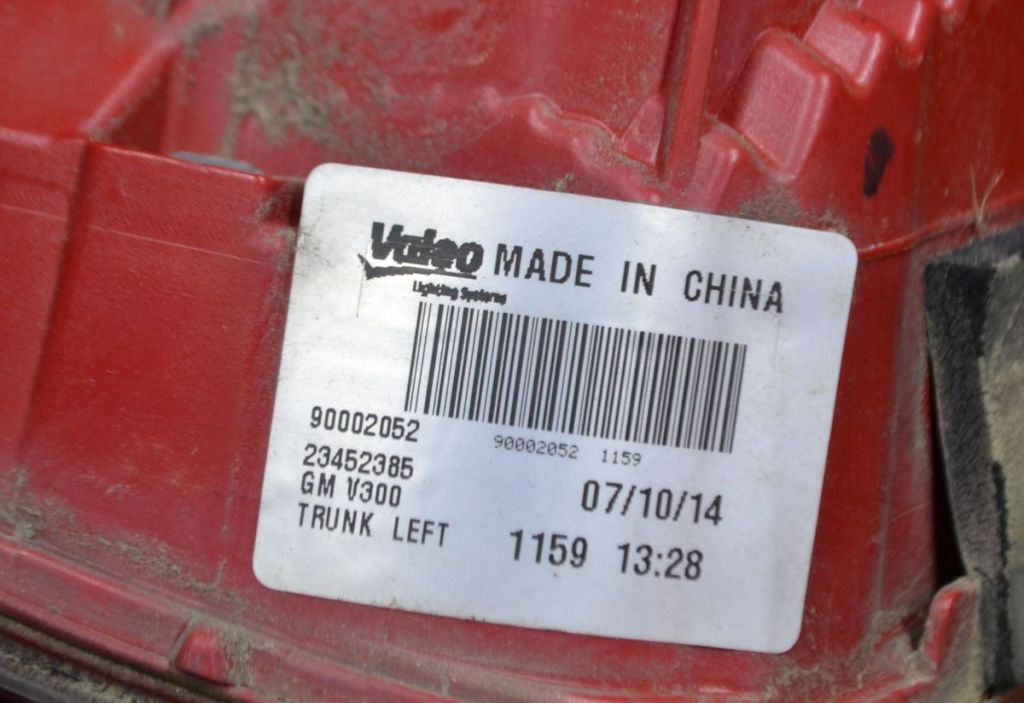 Valeo MADE IN CHINA
Lighting Systems
90002052
90002052 1159
23452385
GM V300
07/10/14
TRUNK LEFT
1159 13:28